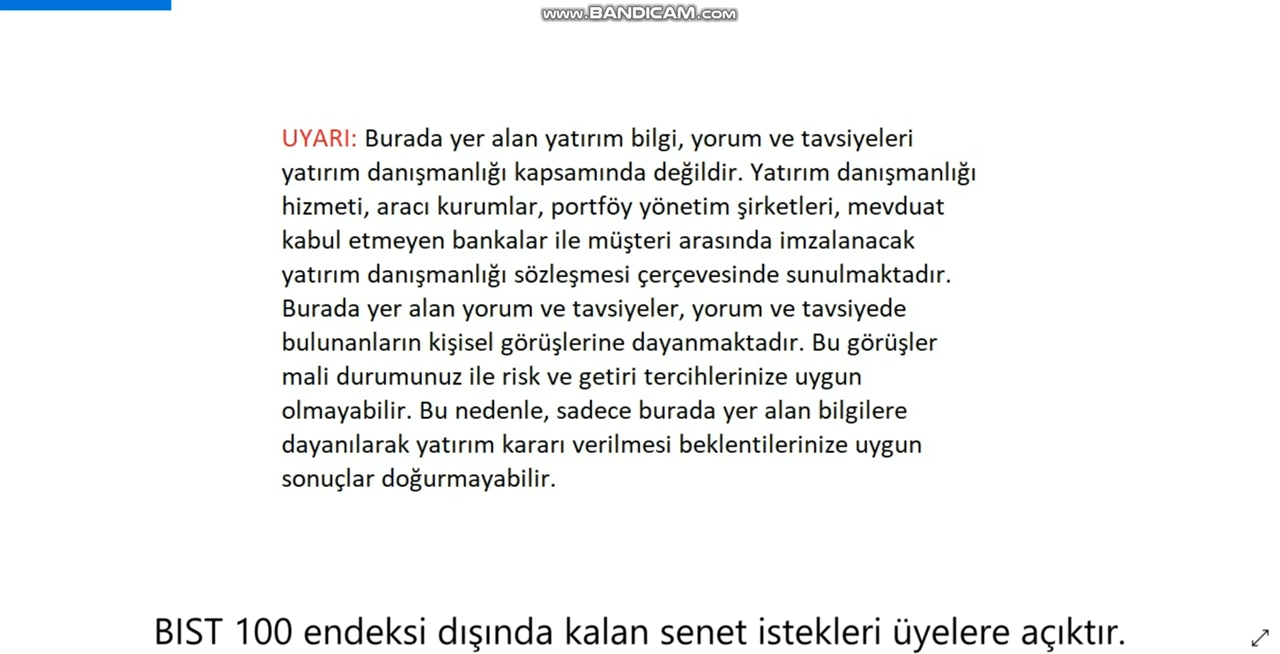 www.BANDICAM.com
UYARI: Burada yer alan yatırım bilgi, yorum ve tavsiyeleri
yatırım danışmanlığı kapsamında değildir. Yatırım danışmanlığı
hizmeti, aracı kurumlar, portföy yönetim şirketleri, mevduat
kabul etmeyen bankalar ile müşteri arasında imzalanacak
yatırım danışmanlığı sözleşmesi çerçevesinde sunulmaktadır.
Burada yer alan yorum ve tavsiyeler, yorum ve tavsiyede
bulunanların kişisel görüşlerine dayanmaktadır. Bu görüşler
mali durumunuz ile risk ve getiri tercihlerinize uygun
olmayabilir. Bu nedenle, sadece burada yer alan bilgilere
dayanılarak yatırım kararı verilmesi beklentilerinize uygun
sonuçlar doğurmayabilir.
BIST 100 endeksi dışında kalan senet istekleri üyelere açıktır.